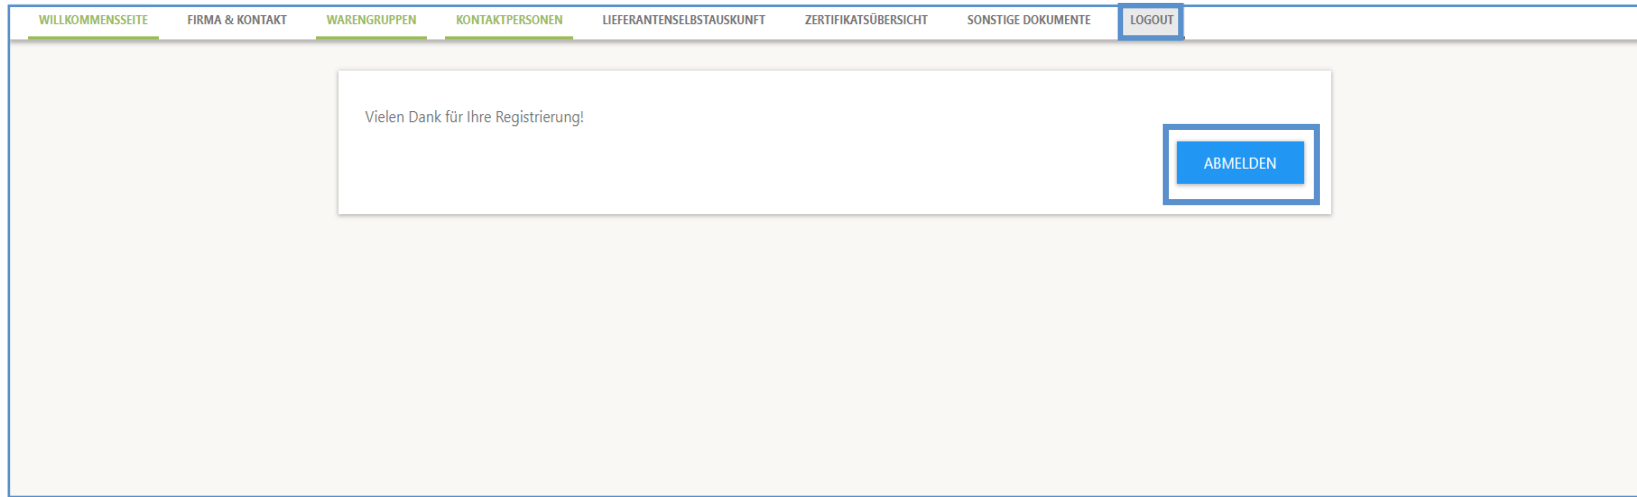 WILLKOMMENSSEITE FIRMA & KONTAKT WARENGRUPPEN KONTAKTPERSONEN LIEFERANTENSELBSTAUSKUNFT ZERTIFIKATSÜBERSICHT SONSTIGE DOKUMENTE LOGOUT
Vielen Dank für Ihre Registrierung!
ABMELDEN